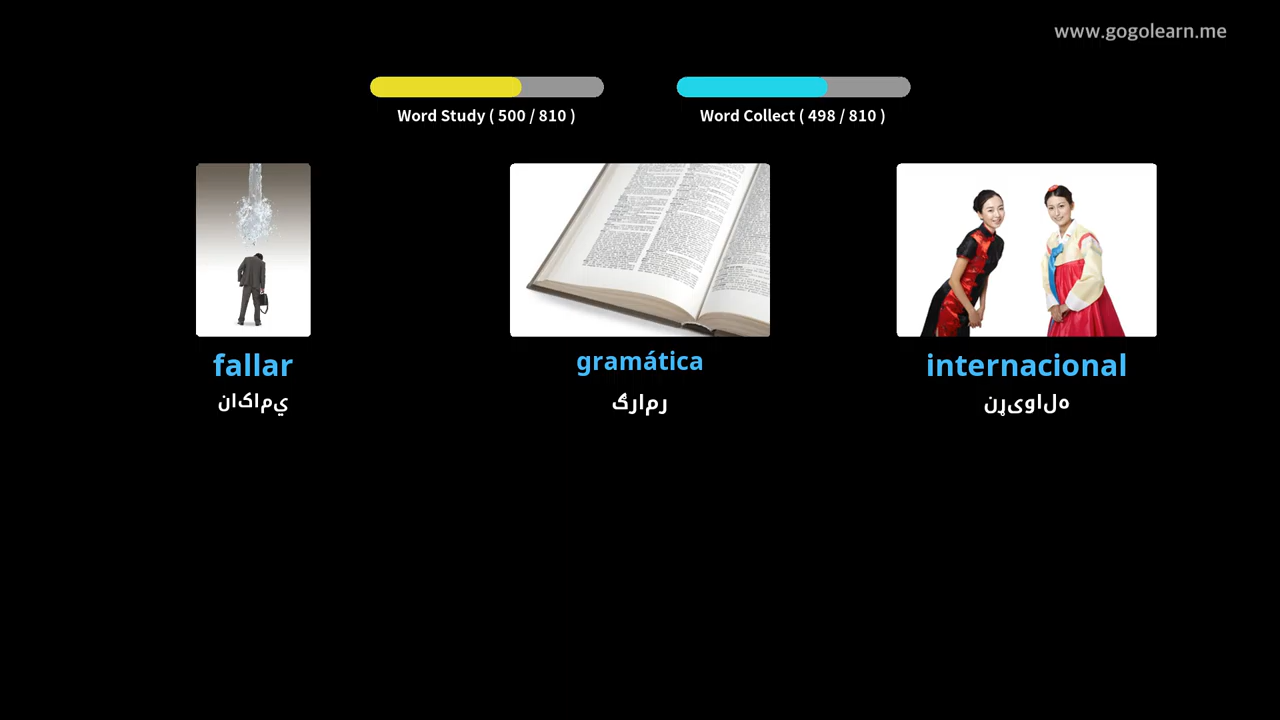 www.gogolearn.me
Word Study ( 500 / 810 )
Word Collect ( 498 / 810 )
fallar
gramática
internacional
يماکان
رمارګ
هلاویړن